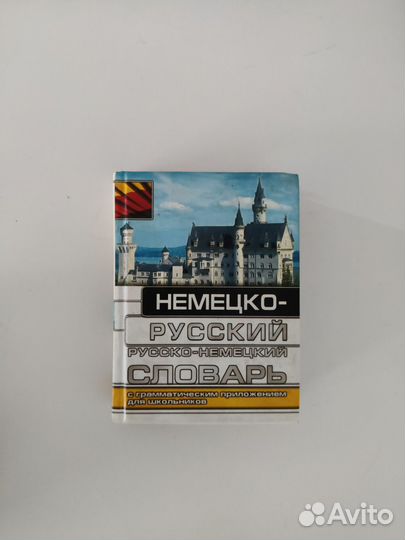 НЕМЕЦКО-
РУССКИЙ
РУССКО-НЕМЕЦКИЙ
СЛОВАРЬ
с грамматическим приложением
для школьников
Avito